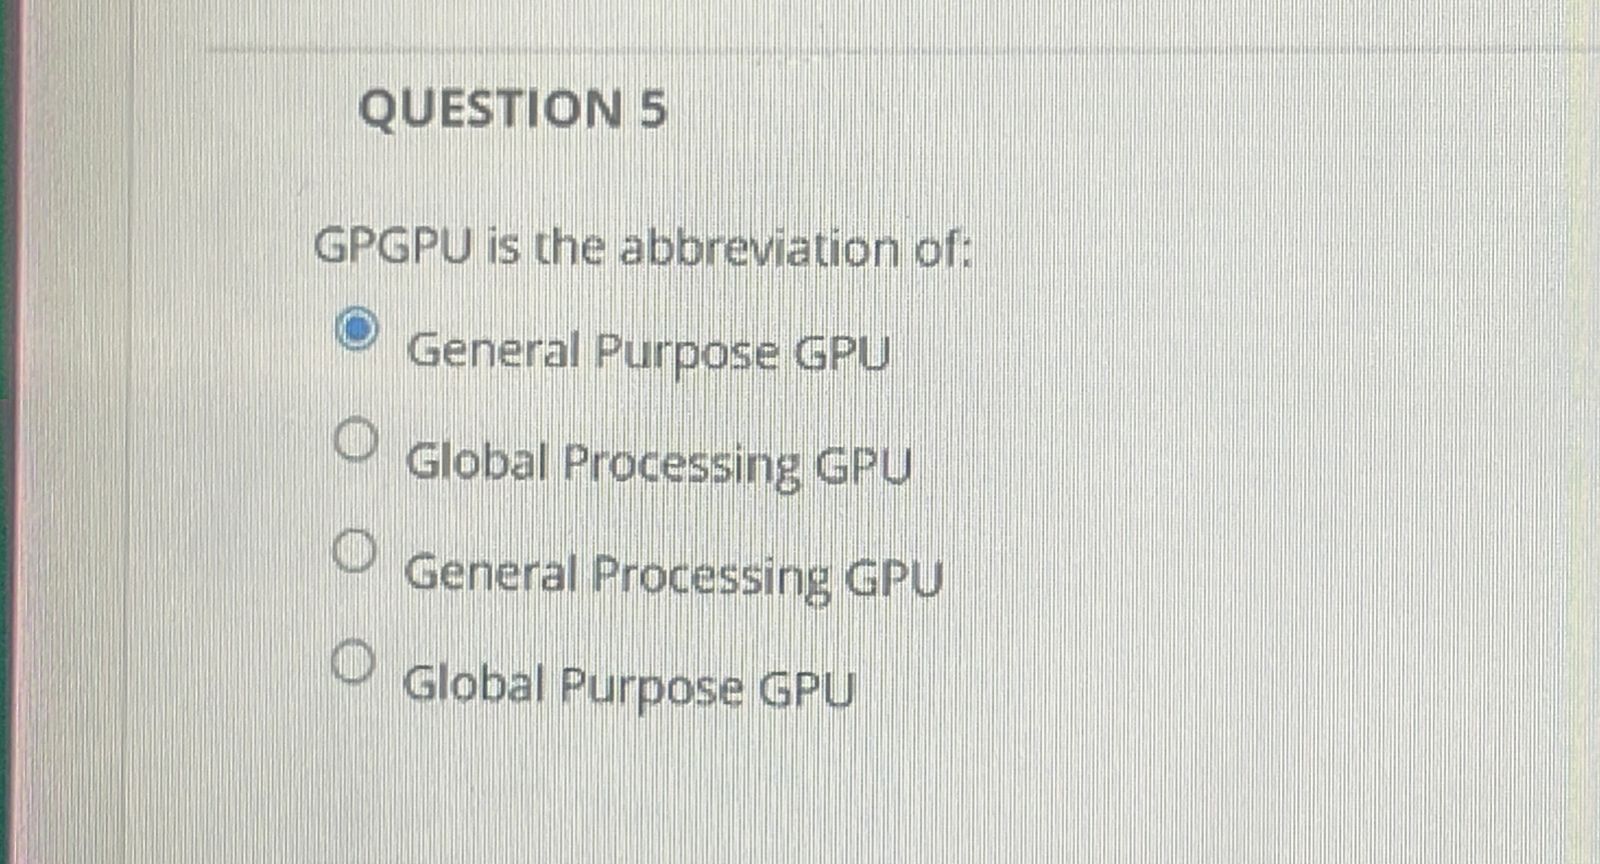 QUESTION 5
GPGPU is the abbreviation of:
General Purpose GPU
Global Processing GPU
General Processing GPU
Global Purpose GPU